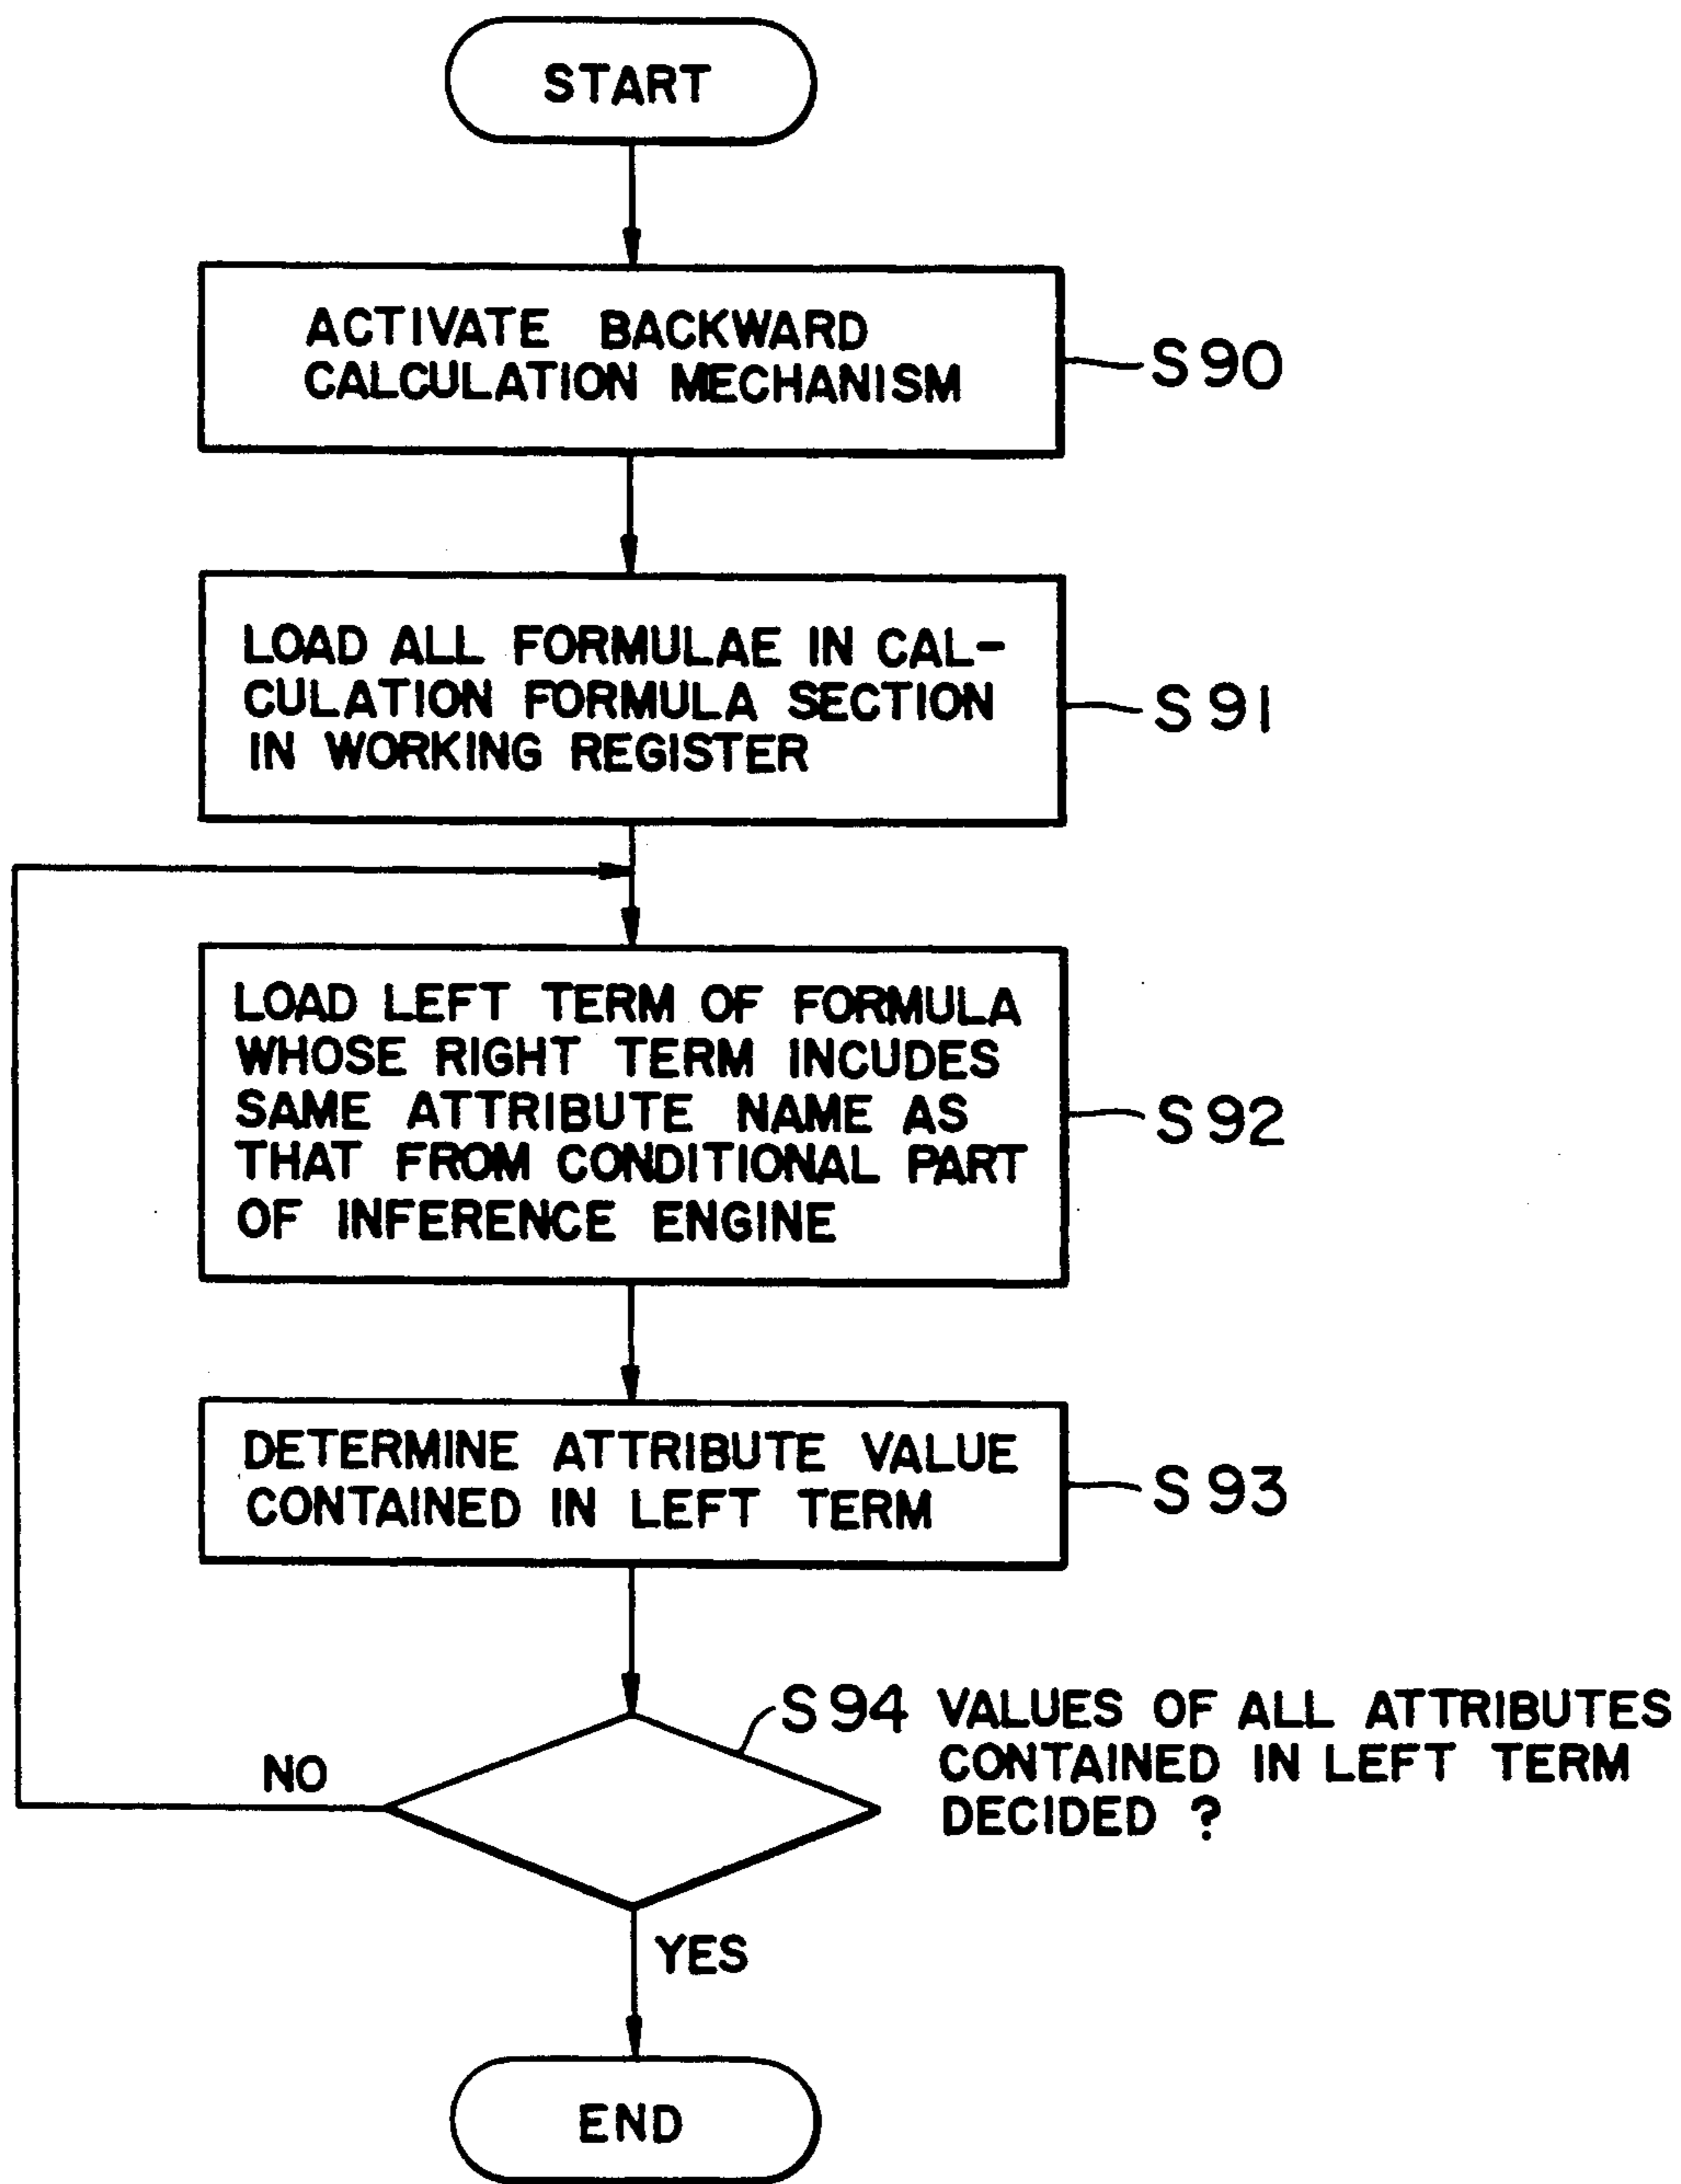 START
ACTIVATE BACKWARD
CALCULATION MECHANISM
S90
LOAD ALL FORMULAE IN CAL-
CULATION FORMULA SECTION
IN WORKING REGISTER
S91
LOAD LEFT TERM OF FORMULA
WHOSE RIGHT TERM INCUDES
SAME ATTRIBUTE NAME AS
THAT FROM CONDITIONAL PART
OF INFERENCE ENGINE
S92
DETERMINE ATTRIBUTE VALUE
CONTAINED IN LEFT TERM
S93
S94
VALUES OF ALL ATTRIBUTES
CONTAINED IN LEFT TERM
DECIDED ?
NO
YES
END